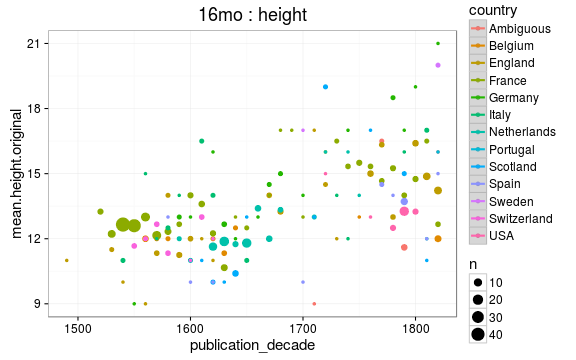 16mo : height
mean.height.original
21
18
15
12
9
1500
1600
1700
1800
publication_decade
country
Ambiguous
Belgium
England
France
Germany
Italy
Netherlands
Portugal
Scotland
Spain
Sweden
Switzerland
USA
n
10
20
30
40